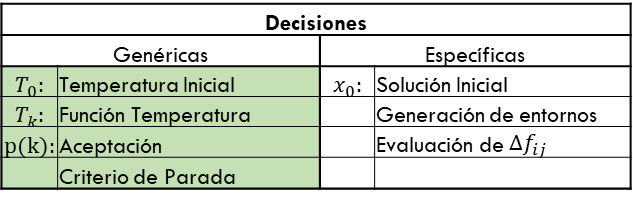 Decisiones
Genéricas Específicas
T₀: Temperatura Inicial x₀: Solución Inicial
Tₖ: Función Temperatura Generación de entornos
p(k): Aceptación Evaluación de Δfᵢⱼ
Criterio de Parada